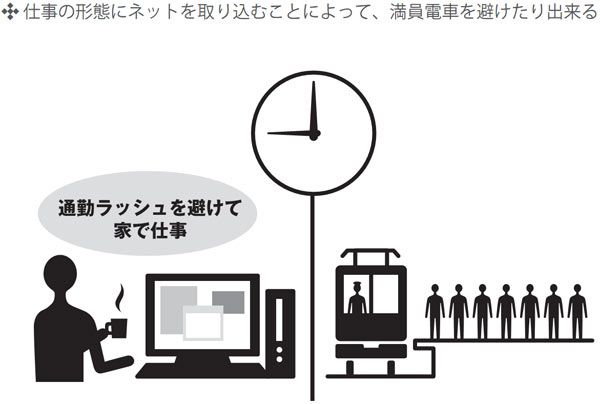 仕事の形態にネットを取り込むことによって、満員電車を避けたり出来る
通勤ラッシュを避けて
家で仕事